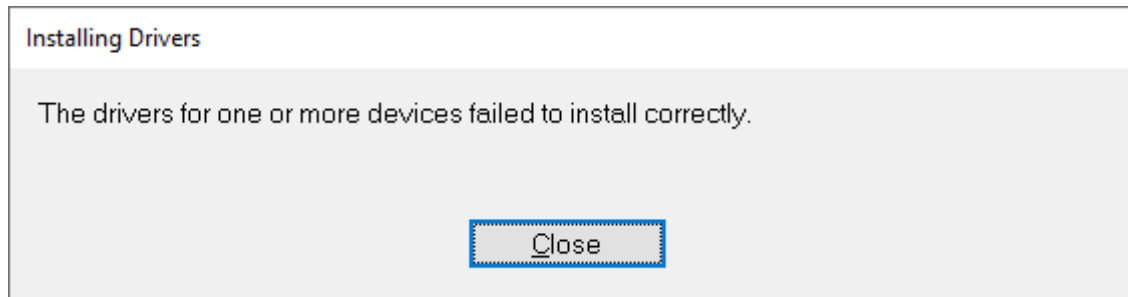 Installing Drivers
The drivers for one or more devices failed to install correctly.
Close